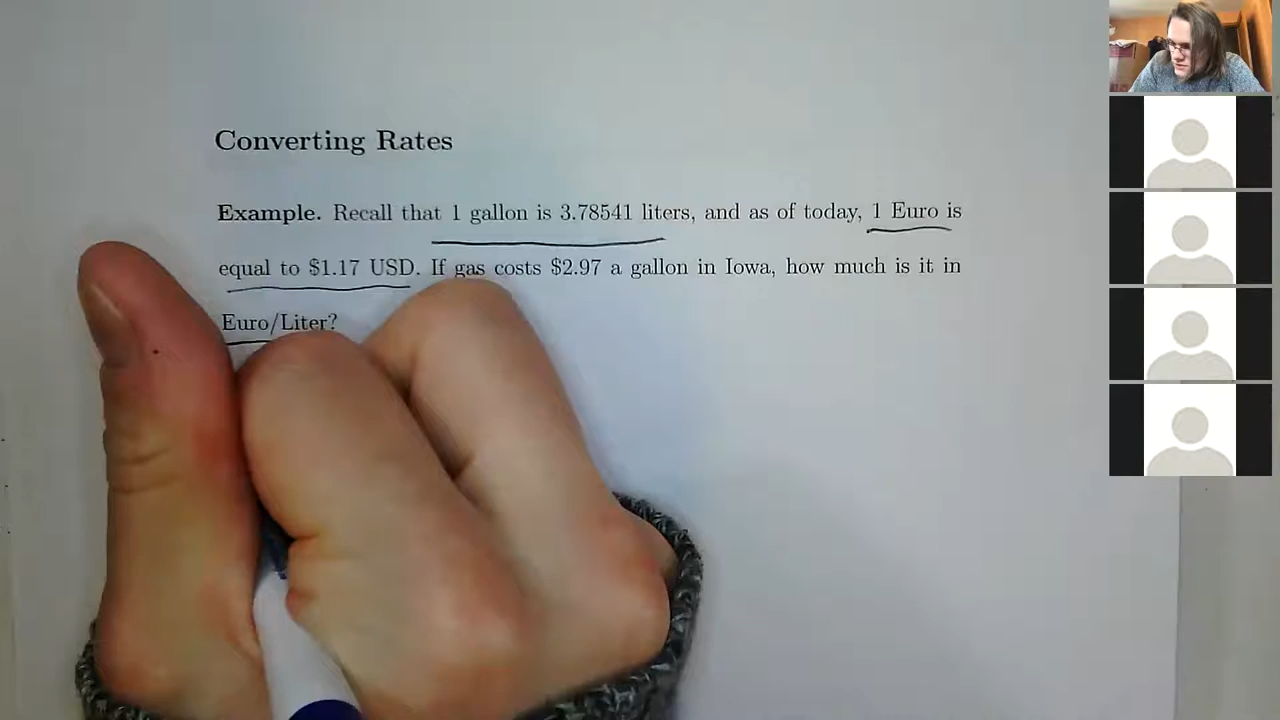 Converting Rates
Example. Recall that 1 gallon is 3.78541 liters, and as of today, 1 Euro is
equal to $1.17 USD. If gas costs $2.97 a gallon in Iowa, how much is it in
Euro/Liter?